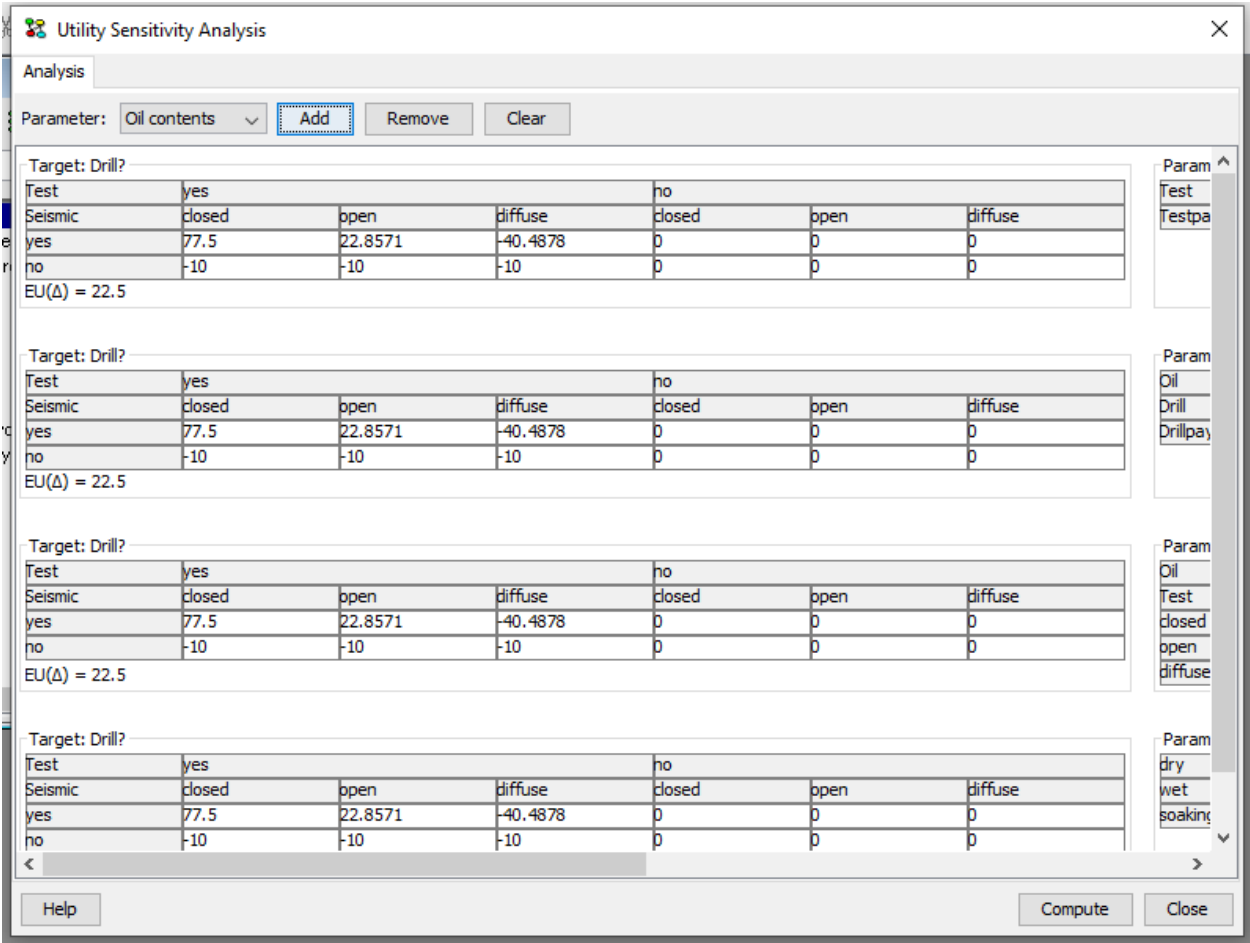 Utility Sensitivity Analysis
Analysis
Parameter: Oil contents Add Remove Clear
Target: Drill? Param
Test yes no Test
Seismic closed open diffuse closed open diffuse Testpa
yes 77.5 22.8571 -40.4878 0 0 0
no -10 -10 -10 0 0 0
EU(Δ) = 22.5
Target: Drill? Param
Test yes no Oil
Seismic closed open diffuse closed open diffuse Drill
yes 77.5 22.8571 -40.4878 0 0 0 Drillpay
no -10 -10 -10 0 0 0
EU(Δ) = 22.5
Target: Drill? Param
Test yes no Oil
Seismic closed open diffuse closed open diffuse Test
yes 77.5 22.8571 -40.4878 0 0 0 closed
no -10 -10 -10 0 0 0 open
EU(Δ) = 22.5 diffuse
Target: Drill? Param
Test yes no dry
Seismic closed open diffuse closed open diffuse wet
yes 77.5 22.8571 -40.4878 0 0 0 soaking
no -10 -10 -10 0 0 0
Help Compute Close